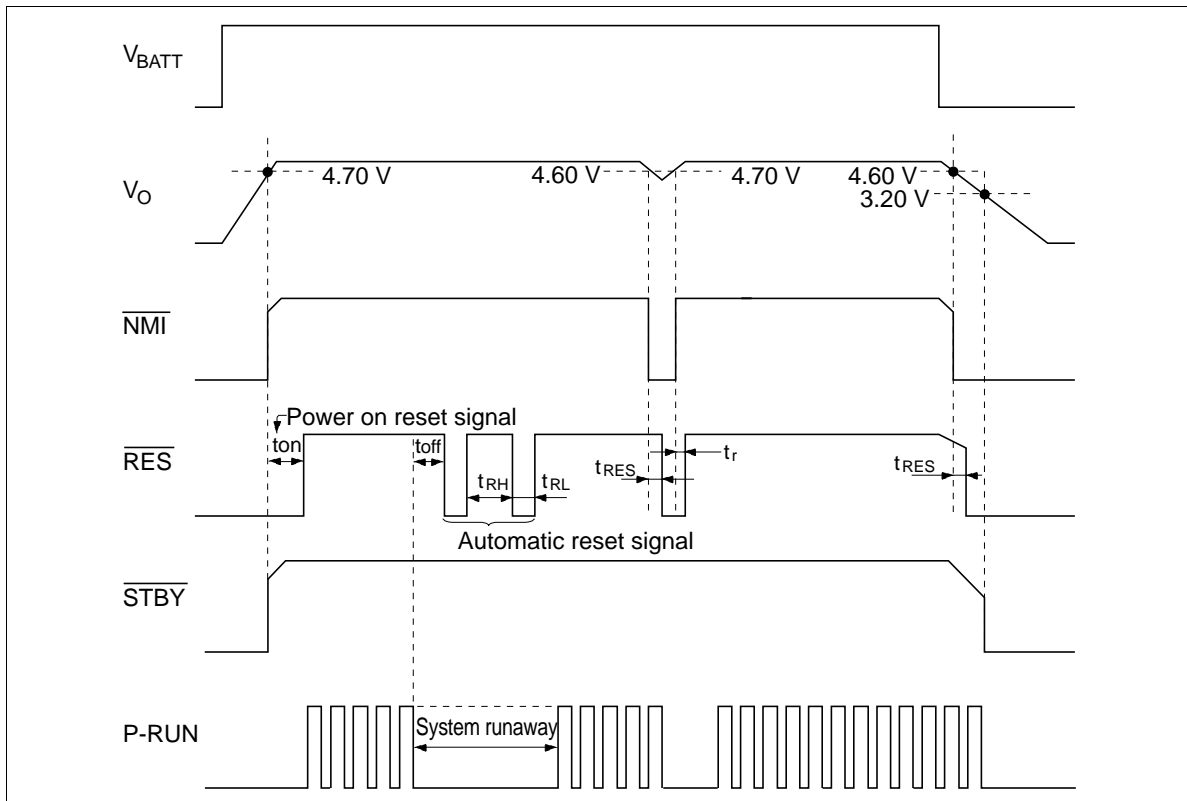 VBATT
VO
4.70 V
4.60 V
4.70 V
4.60 V
3.20 V
NMI
Power on reset signal
RES
ton
toff
tRH
tRL
tRES
tr
tRES
Automatic reset signal
STBY
P-RUN
System runaway